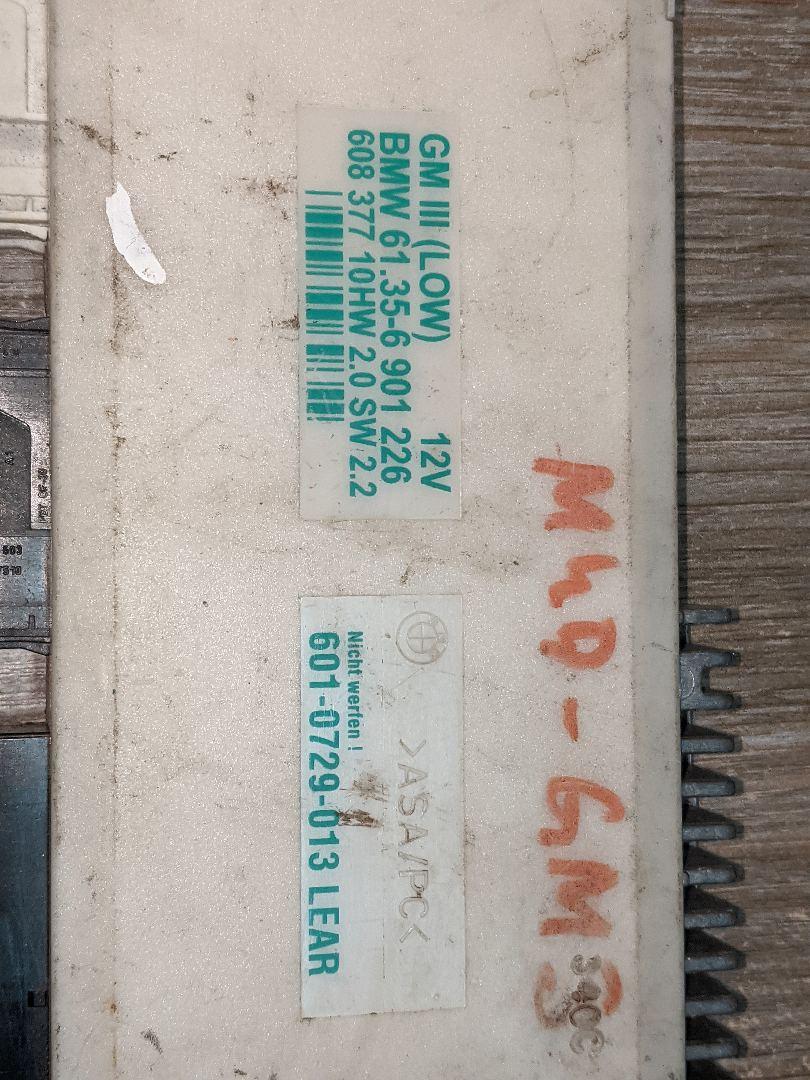 GM III (LOW) 12V
BMW 61.35-6 901 226
608 377 10HW 2.0 SW 2.2
>ASA/PC<
Nicht werfen !
601-0729-013 LEAR
- GM3